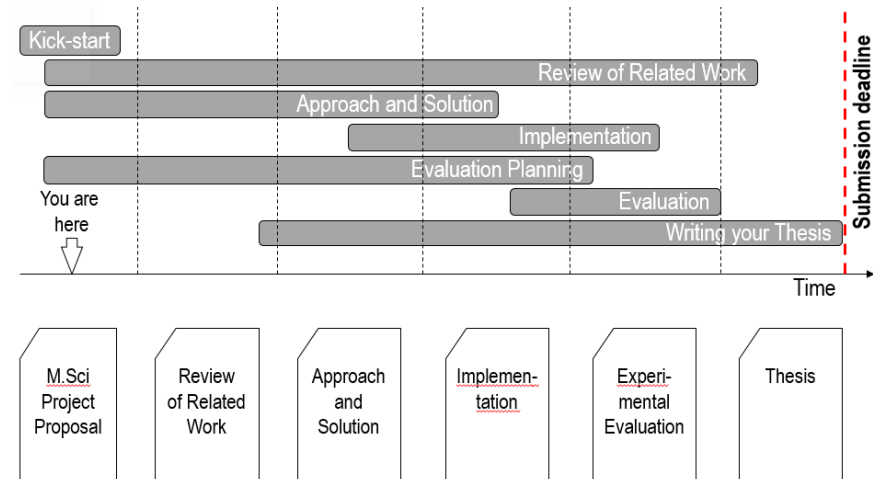 Kick-start
Review of Related Work
Approach and Solution
Implementation
Evaluation Planning
You are
here
Evaluation
Writing your Thesis
Submission deadline
Time
M.Sci
Project
Proposal
Review
of Related
Work
Approach
and
Solution
Implemen-
tation
Experi-
mental
Evaluation
Thesis